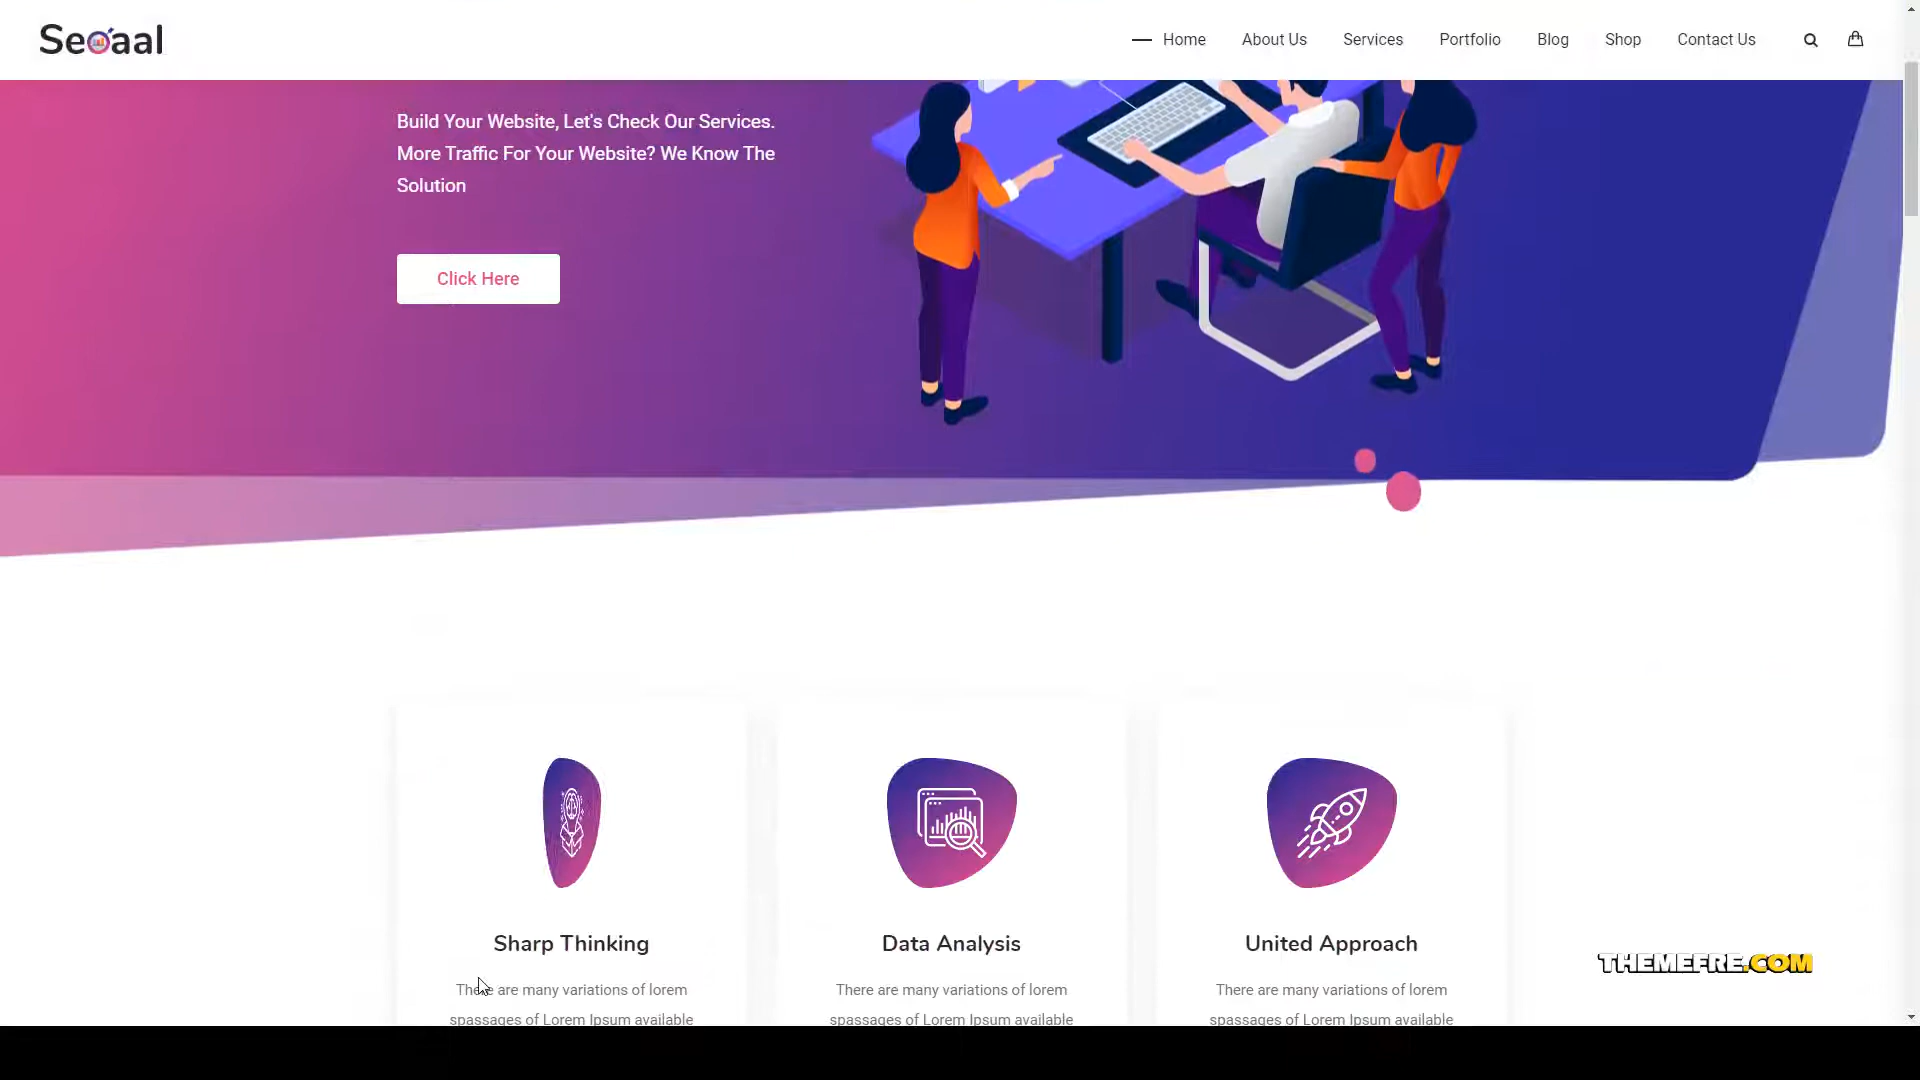 Seoaal
Home About Us Services Portfolio Blog Shop Contact Us
Build Your Website, Let's Check Our Services.
More Traffic For Your Website? We Know The
Solution
Click Here
Sharp Thinking
There are many variations of lorem
spassages of Lorem Ipsum available
Data Analysis
There are many variations of lorem
spassages of Lorem Ipsum available
United Approach
There are many variations of lorem
spassages of Lorem Ipsum available
THEMEFRE.COM